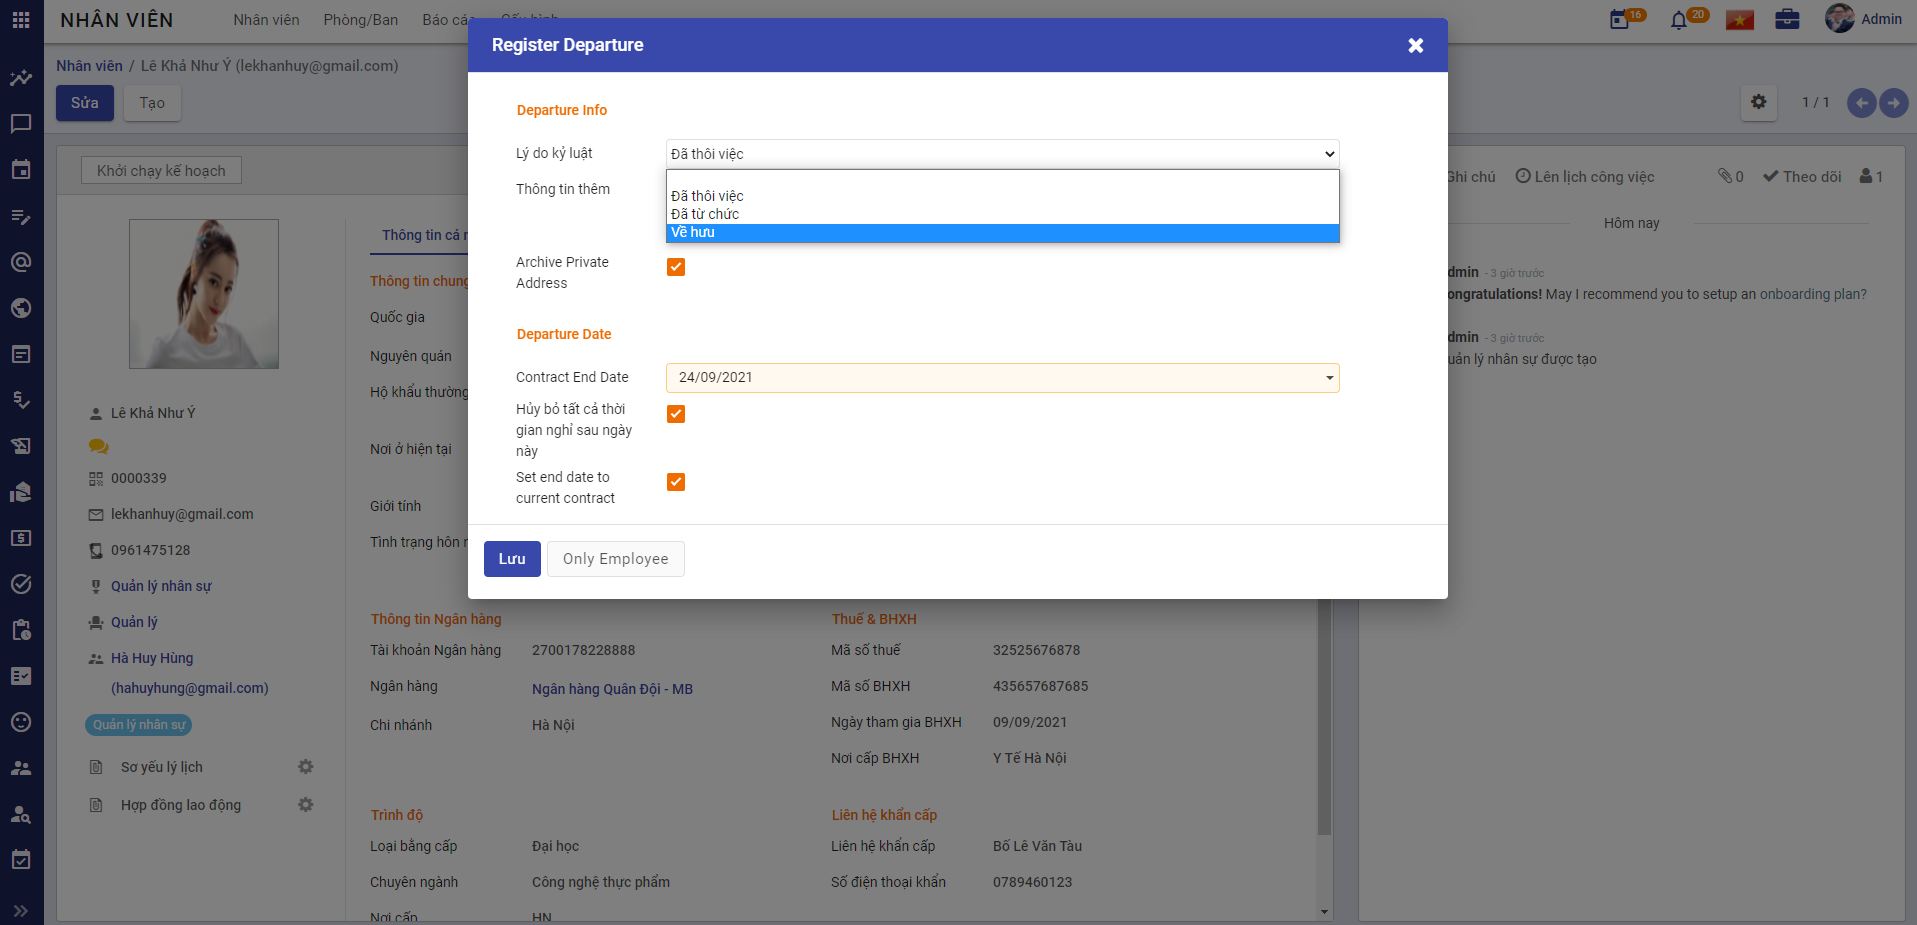 NHÂN VIÊN
Nhân viên Phòng/Ban Báo cáo Cấu hình
16
20
Admin
Nhân viên / Lê Khả Như Ý (lekhanhuy@gmail.com)
Sửa Tạo
1 / 1
Khởi chạy kế hoạch
Register Departure
Departure Info
Lý do kỷ luật
Đã thôi việc
Thông tin thêm
Đã thôi việc
Đã từ chức
Về hưu
Archive Private
Address
Departure Date
Contract End Date
24/09/2021
Hủy bỏ tất cả thời
gian nghỉ sau ngày
này
Set end date to
current contract
Lưu Only Employee
Lê Khả Như Ý
0000339
lekhanhuy@gmail.com
0961475128
Quản lý nhân sự
Quản lý
Hà Huy Hùng
(hahuyhung@gmail.com)
Quản lý nhân sự
Sơ yếu lý lịch
Hợp đồng lao động
Thông tin cá
Thông tin chung
Quốc gia
Nguyên quán
Hộ khẩu thường
Nơi ở hiện tại
Giới tính
Tình trạng hôn
Thông tin Ngân hàng
Tài khoản Ngân hàng 2700178228888
Ngân hàng Ngân hàng Quân Đội - MB
Chi nhánh Hà Nội
Thuế & BHXH
Mã số thuế 32525676878
Mã số BHXH 435657687685
Ngày tham gia BHXH 09/09/2021
Nơi cấp BHXH Y Tế Hà Nội
Trình độ
Loại bằng cấp Đại học
Chuyên ngành Công nghệ thực phẩm
Nơi cấp HN
Liên hệ khẩn cấp
Liên hệ khẩn cấp Bố Lê Văn Tàu
Số điện thoại khẩn 0789460123
Ghi chú Lên lịch công việc 0 Theo dõi 1
Hôm nay
dmin - 3 giờ trước
ongratulations! May I recommend you to setup an onboarding plan?
dmin - 3 giờ trước
uản lý nhân sự được tạo